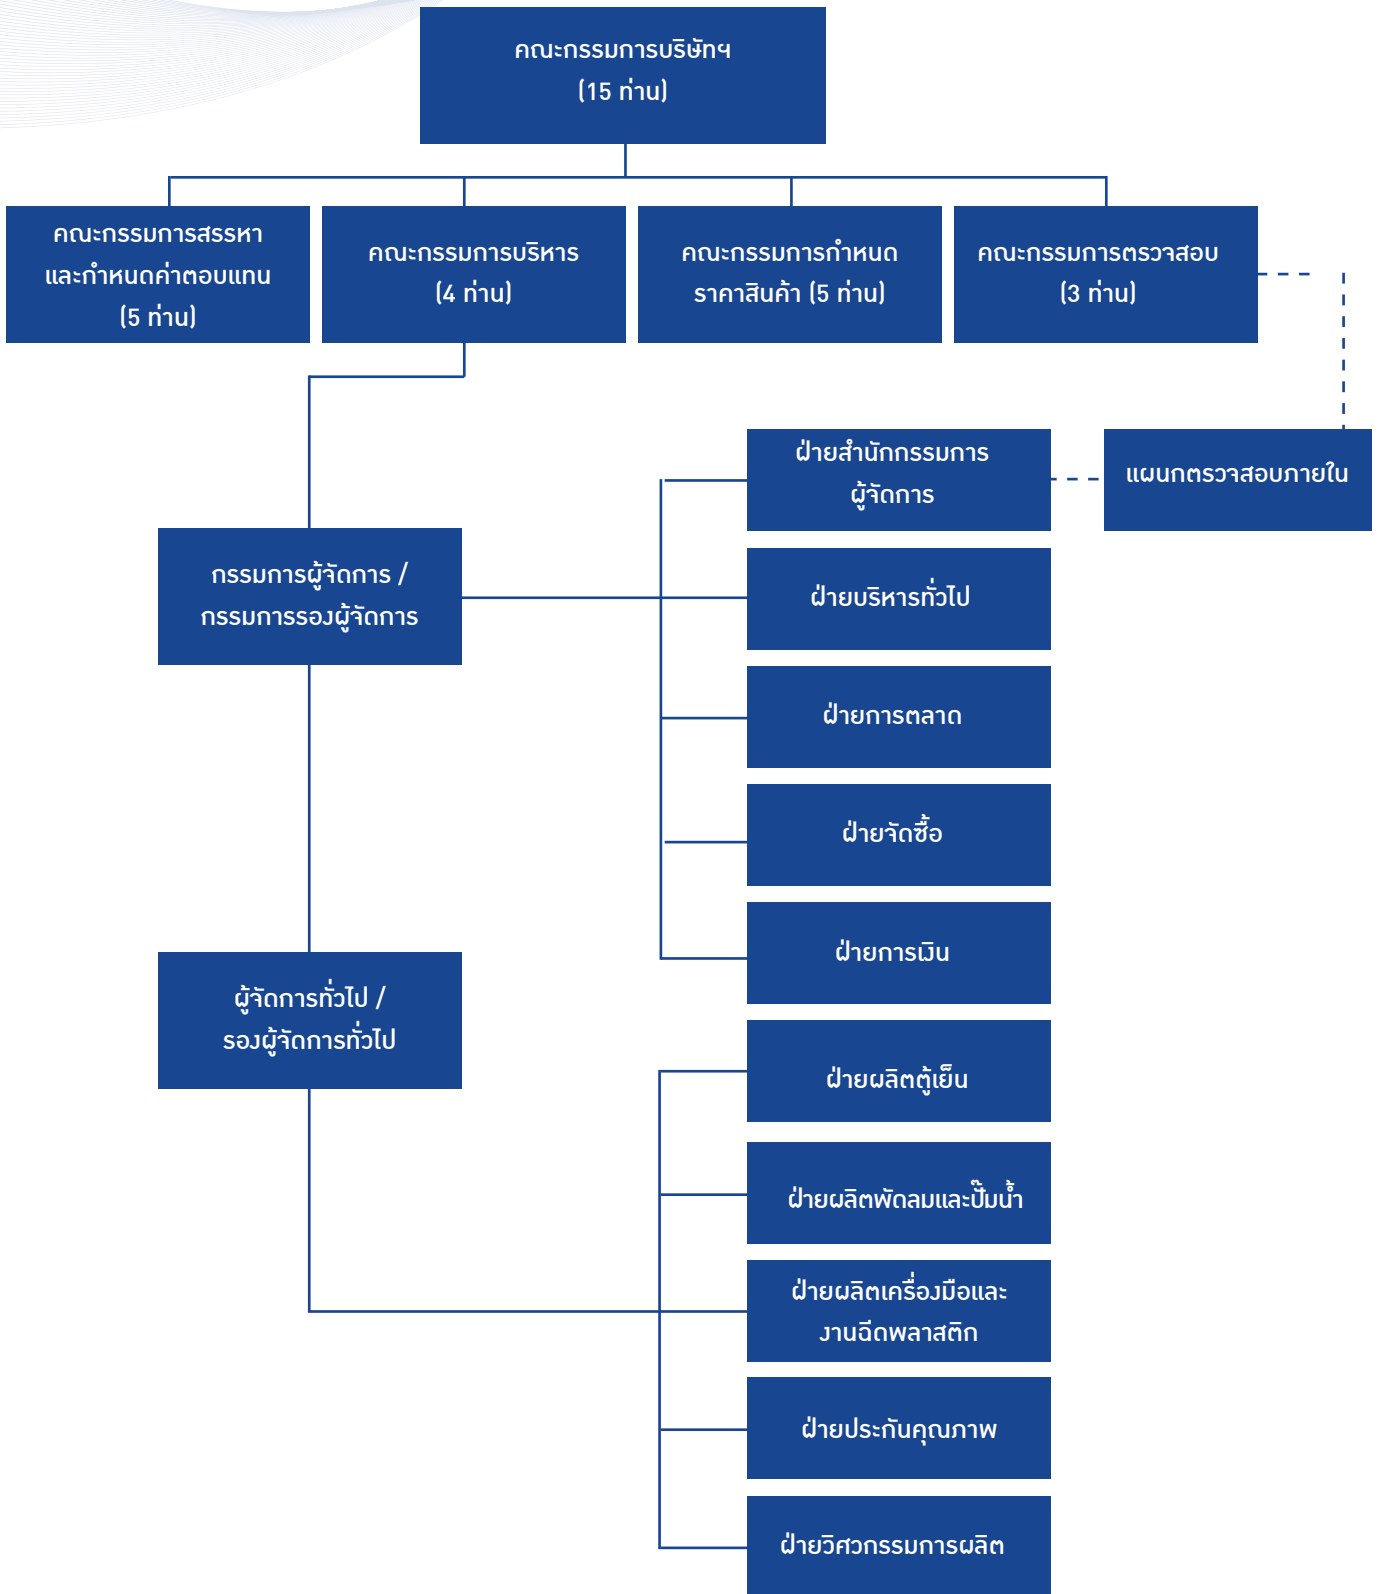 คณะกรรมการบริษัทฯ
(15 ท่าน)
คณะกรรมการสรรหา
และกำหนดค่าตอบแทน
(5 ท่าน)
คณะกรรมการบริหาร
(4 ท่าน)
คณะกรรมการกำหนด
ราคาสินค้า (5 ท่าน)
คณะกรรมการตรวจสอบ
(3 ท่าน)
ฝ่ายสำนักกรรมการ
ผู้จัดการ
แผนกตรวจสอบภายใน
กรรมการผู้จัดการ /
กรรมการรองผู้จัดการ
ฝ่ายบริหารทั่วไป
ฝ่ายการตลาด
ฝ่ายจัดซื้อ
ฝ่ายการเงิน
ผู้จัดการทั่วไป /
รองผู้จัดการทั่วไป
ฝ่ายผลิตตู้เย็น
ฝ่ายผลิตพัดลมและปั๊มน้ำ
ฝ่ายผลิตเครื่องมือและ
งานฉีดพลาสติก
ฝ่ายประกันคุณภาพ
ฝ่ายวิศวกรรมการผลิต